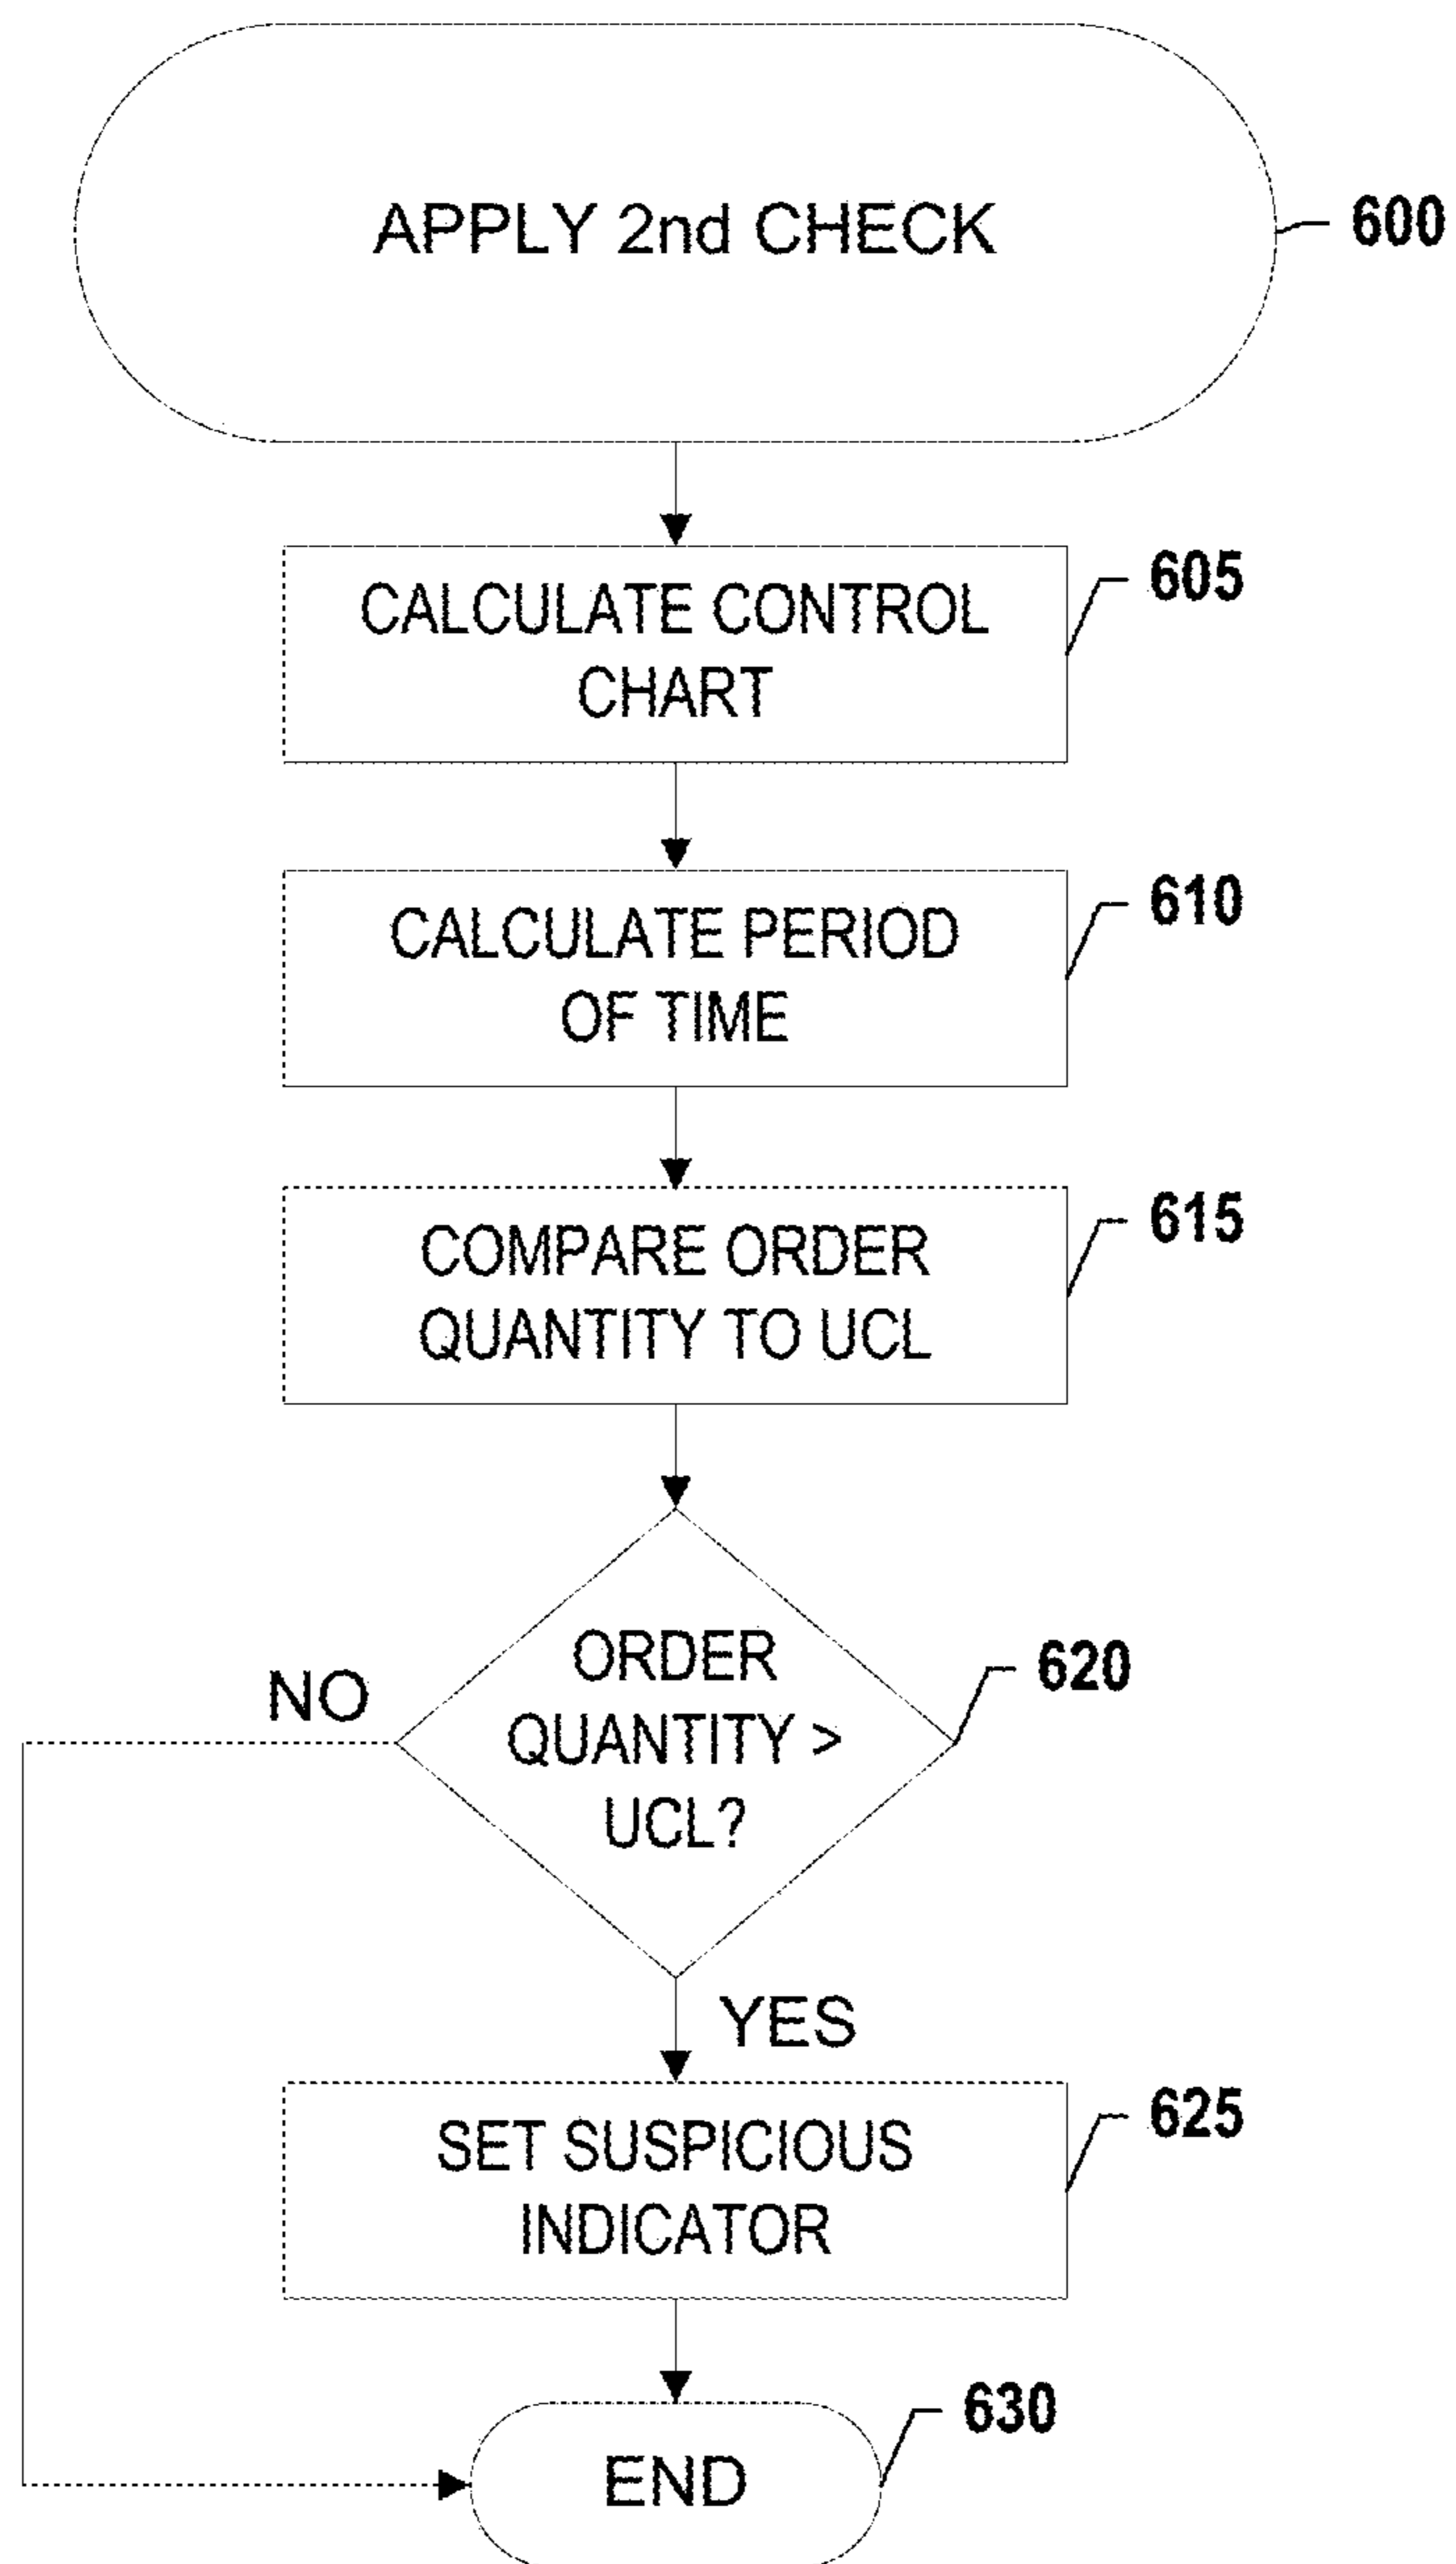 APPLY 2nd CHECK
600
CALCULATE CONTROL
CHART
605
CALCULATE PERIOD
OF TIME
610
COMPARE ORDER
QUANTITY TO UCL
615
ORDER
QUANTITY >
UCL?
620
NO
YES
SET SUSPICIOUS
INDICATOR
625
END
630